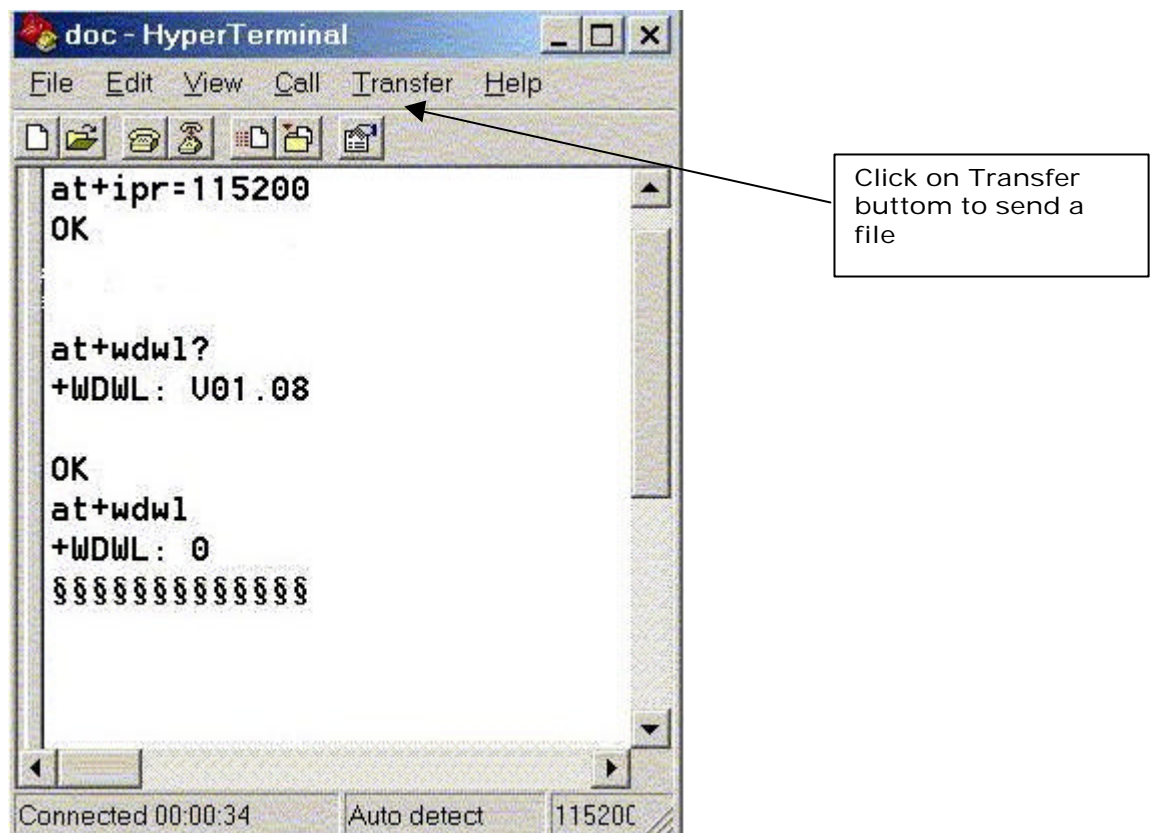 doc - HyperTerminal
File Edit View Call Transfer Help
at+ipr=115200
OK
at+wdwl?
+WDWL: V01.08
OK
at+wdwl
+WDWL: 0
§§§§§§§§§§§§§
Connected 00:00:34 Auto detect 115200
Click on Transfer
buttom to send a
file